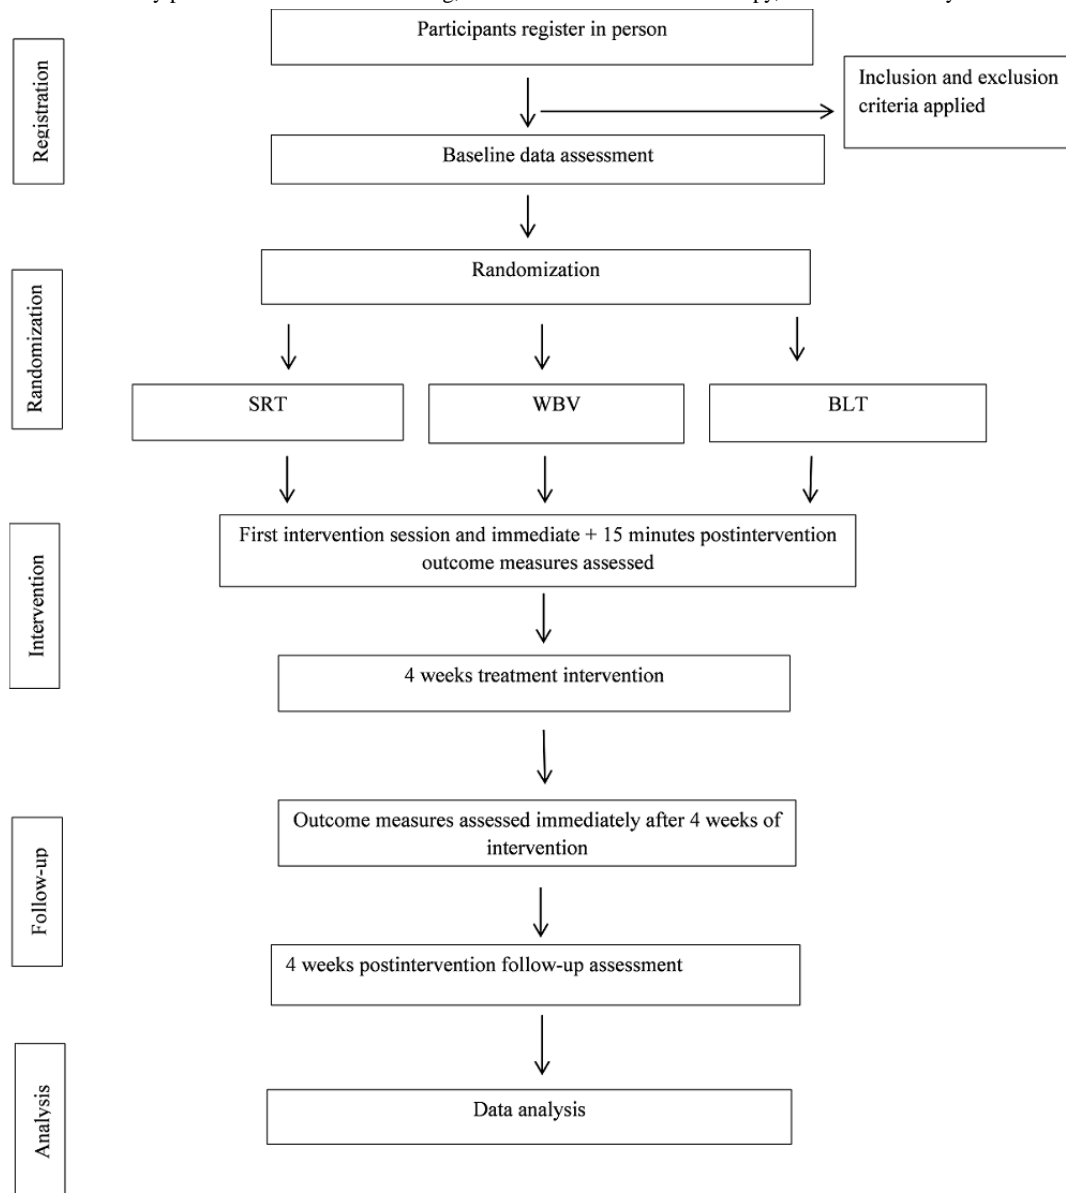 Participants register in person
Registration
Inclusion and exclusion
criteria applied
Baseline data assessment
Randomization
Randomization
SRT
WBV
BLT
Intervention
First intervention session and immediate + 15 minutes postintervention
outcome measures assessed
4 weeks treatment intervention
Follow-up
Outcome measures assessed immediately after 4 weeks of
intervention
4 weeks postintervention follow-up assessment
Analysis
Data analysis